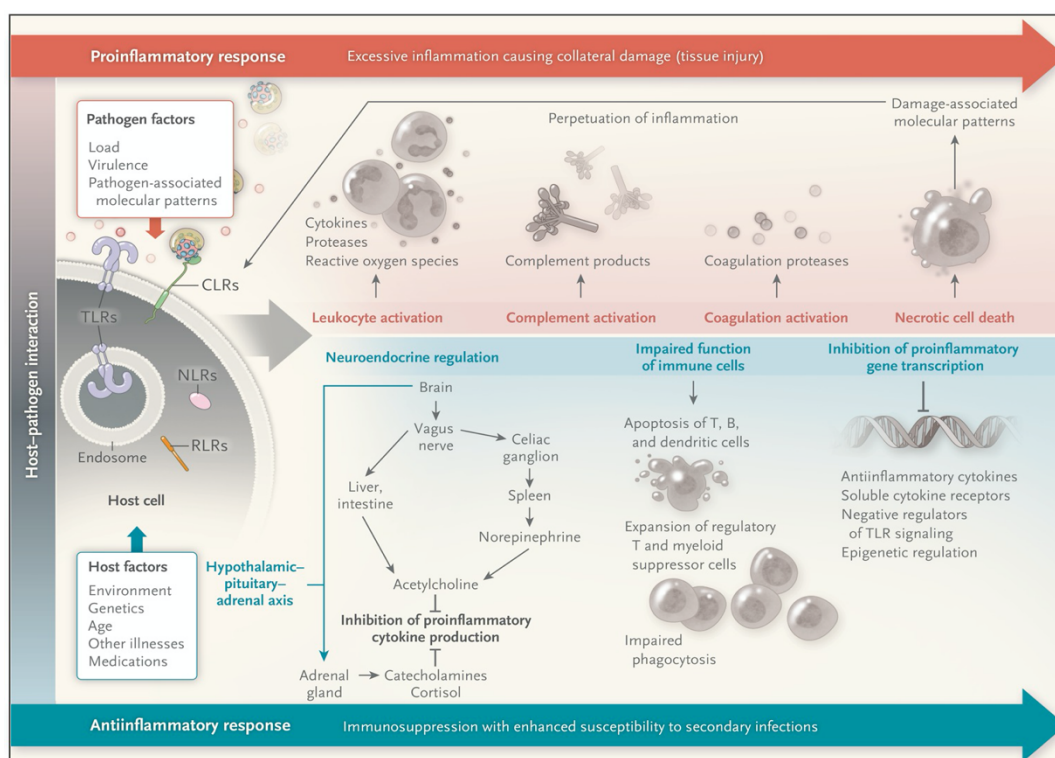 Proinflammatory response
Excessive inflammation causing collateral damage (tissue injury)
Host–pathogen interaction
Pathogen factors
Load
Virulence
Pathogen-associated
molecular patterns
Perpetuation of inflammation
Damage-associated
molecular patterns
Cytokines
Proteases
Reactive oxygen species
Complement products
Coagulation proteases
CLRs
TLRs
NLRs
RLRs
Endosome
Host cell
Leukocyte activation
Complement activation
Coagulation activation
Necrotic cell death
Neuroendocrine regulation
Brain
Vagus
nerve
Celiac
ganglion
Liver,
intestine
Spleen
Norepinephrine
Acetylcholine
Hypothalamic–
pituitary–
adrenal axis
Inhibition of proinflammatory
cytokine production
Adrenal
gland
Catecholamines
Cortisol
Impaired function
of immune cells
Apoptosis of T, B,
and dendritic cells
Expansion of regulatory
T and myeloid
suppressor cells
Impaired
phagocytosis
Inhibition of proinflammatory
gene transcription
Antiinflammatory cytokines
Soluble cytokine receptors
Negative regulators
of TLR signaling
Epigenetic regulation
Host factors
Environment
Genetics
Age
Other illnesses
Medications
Antiinflammatory response
Immunosuppression with enhanced susceptibility to secondary infections